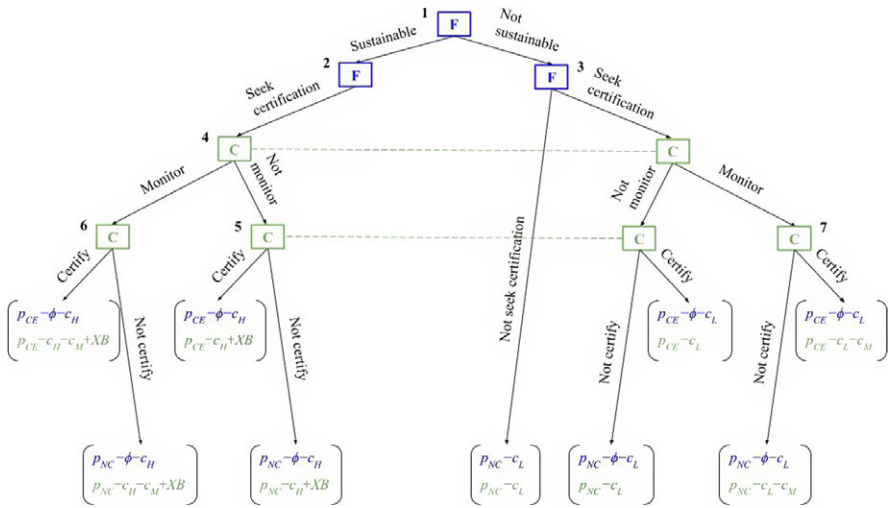 1
F
Sustainable
Not
sustainable
2
F
3
F
Seek
certification
Seek
certification
4
C
C
Monitor
Not
monitor
Not
monitor
Monitor
6
C
5
C
C
7
C
Certify
Certify
Certify
Certify
Not certify
Not certify
Not seek certification
Not certify
Not certify
p_CE−ϕ−c_H
p_CE−c_H−c_M+XB
p_CE−ϕ−c_H
p_CE−c_H+XB
p_CE−ϕ−c_L
p_CE−c_L
p_CE−ϕ−c_L
p_CE−c_L−c_M
p_NC−ϕ−c_H
p_NC−c_H−c_M+XB
p_NC−ϕ−c_H
p_NC−c_H+XB
p_NC−c_L
p_NC−c_L
p_NC−ϕ−c_L
p_NC−c_L
p_NC−ϕ−c_L
p_NC−c_L−c_M